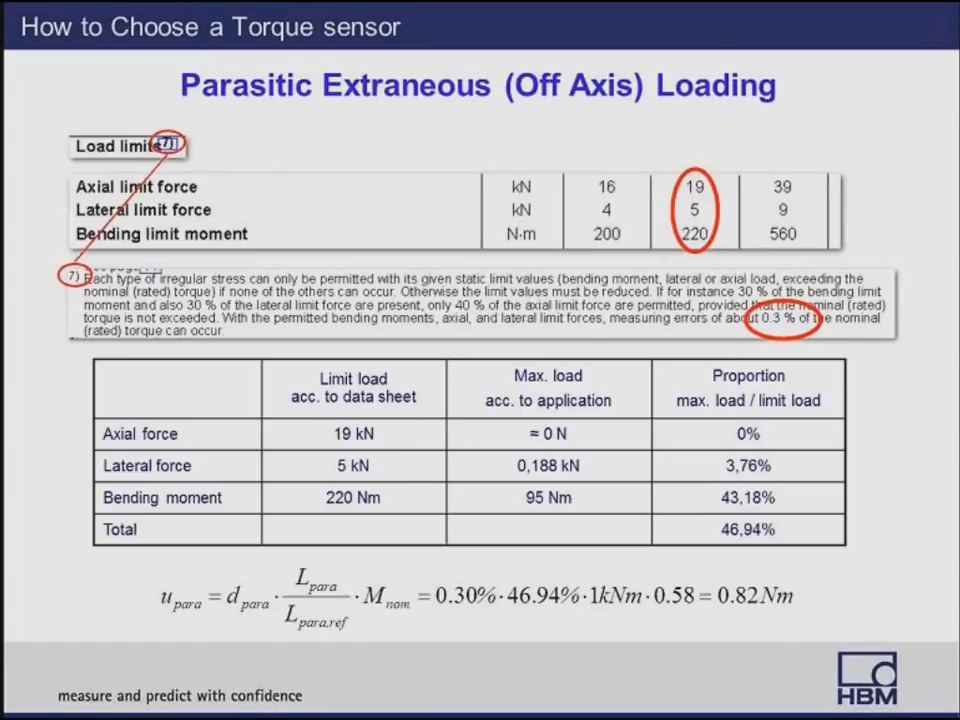 How to Choose a Torque sensor
Parasitic Extraneous (Off Axis) Loading
Load limits 7)
Axial limit force kN 16 19 39
Lateral limit force kN 4 5 9
Bending limit moment N·m 200 220 560
7) Each type of irregular stress can only be permitted with its given static limit values (bending moment, lateral or axial load, exceeding the
nominal (rated) torque) if none of the others can occur. Otherwise the limit values must be reduced. If for instance 30 % of the bending limit
moment and also 30 % of the lateral limit force are present, only 40 % of the axial limit force are permitted, provided that the nominal (rated)
torque is not exceeded. With the permitted bending moments, axial, and lateral limit forces, measuring errors of about 0.3 % of the nominal
(rated) torque can occur.
Limit load Max. load Proportion
acc. to data sheet acc. to application max. load / limit load
Axial force 19 kN ≈ 0 N 0%
Lateral force 5 kN 0,188 kN 3,76%
Bending moment 220 Nm 95 Nm 43,18%
Total 46,94%
u para = d para · L para / L para,ref · M nom = 0.30% · 46.94% · 1kNm · 0.58 = 0.82 Nm
measure and predict with confidence
HBM